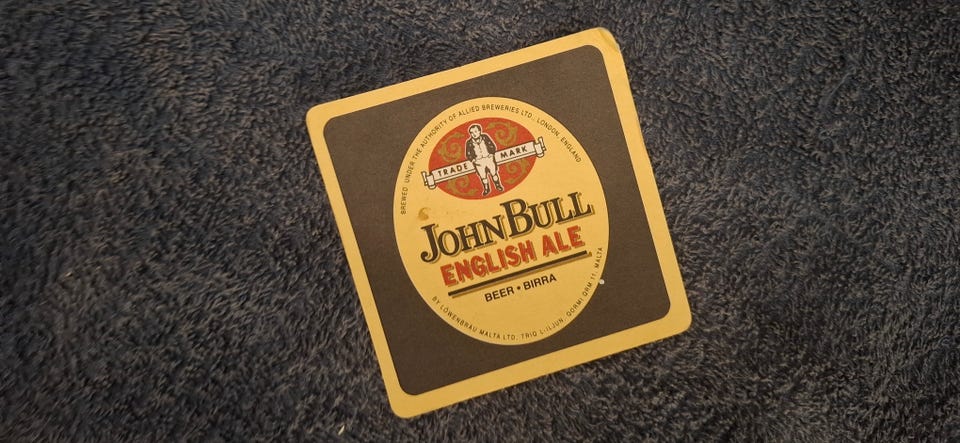 BREWED UNDER THE AUTHORITY OF ALLIED BREWERIES LTD., LONDON, ENGLAND
TRADE MARK
JOHN BULL
ENGLISH ALE
BEER • BIRRA
BY LÖWENBRÄU MALTA LTD., TRIQ L-ILJUN, QORMI QRM 11, MALTA